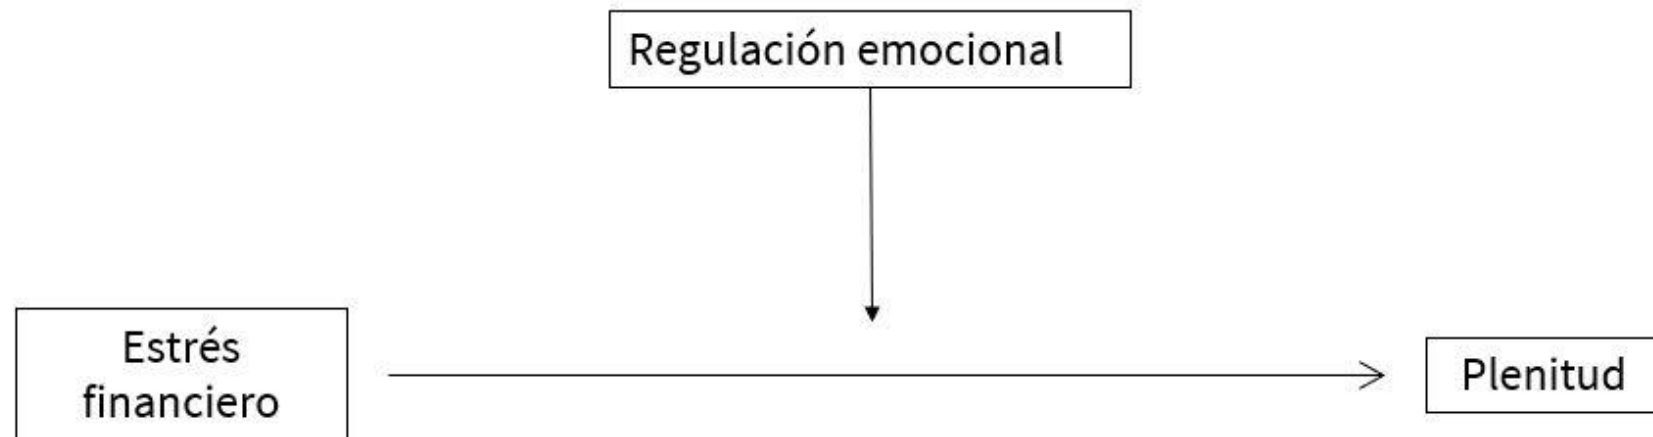 Regulación emocional
Estrés
financiero
Plenitud